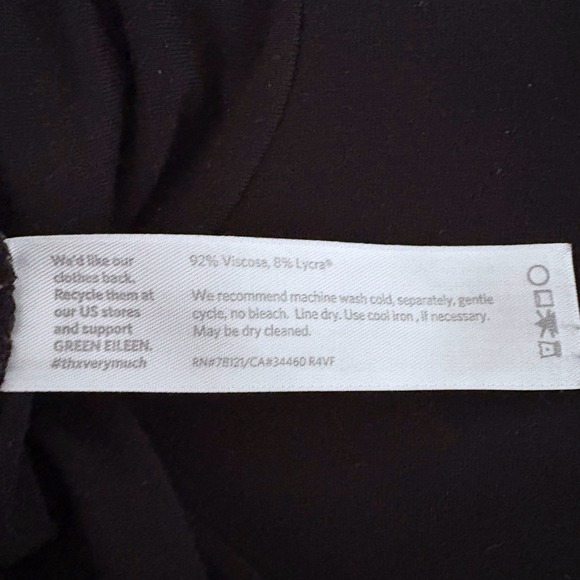 We'd like our
clothes back.
Recycle them at
our US stores
and support
GREEN EILEEN.
#thxverymuch
92% Viscose, 8% Lycra®
We recommend machine wash cold, separately, gentle
cycle, no bleach. Line dry. Use cool iron, if necessary.
May be dry cleaned.
RN#78121/CA#34460 R4VF